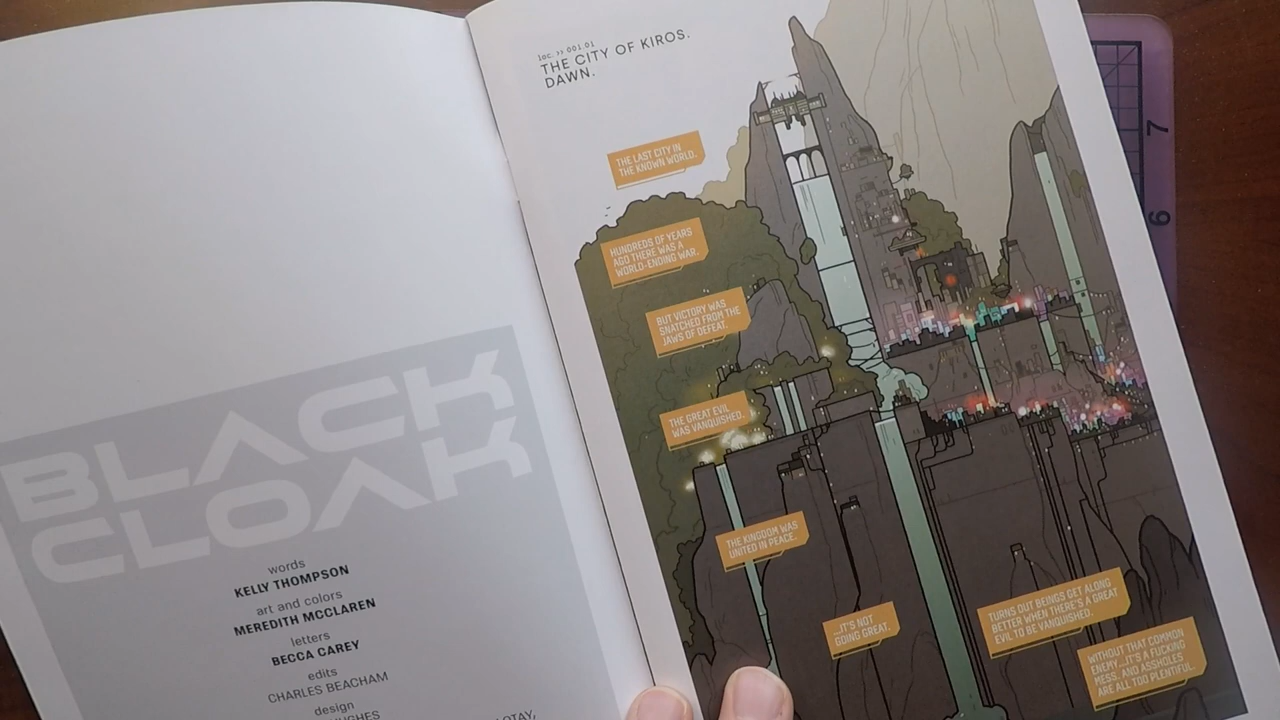 BLACK
CLOAK
words
KELLY THOMPSON
art and colors
MEREDITH MCCLAREN
letters
BECCA CAREY
edits
CHARLES BEACHAM
design
HUGHES
loc. >> 001.01
THE CITY OF KIROS.
DAWN.
THE LAST CITY IN
THE KNOWN WORLD.
HUNDREDS OF YEARS
AGO THERE WAS A
WORLD-ENDING WAR.
BUT VICTORY WAS
SNATCHED FROM THE
JAWS OF DEFEAT.
THE GREAT EVIL
WAS VANQUISHED.
THE KINGDOM WAS
UNITED IN PEACE.
...IT'S NOT
GOING GREAT.
TURNS OUT BEINGS GET ALONG
BETTER WHEN THERE'S A GREAT
EVIL TO BE VANQUISHED.
WITHOUT THAT COMMON
ENEMY...IT'S A FUCKING
MESS. AND ASSHOLES
ARE ALL TOO PLENTIFUL.
7
6